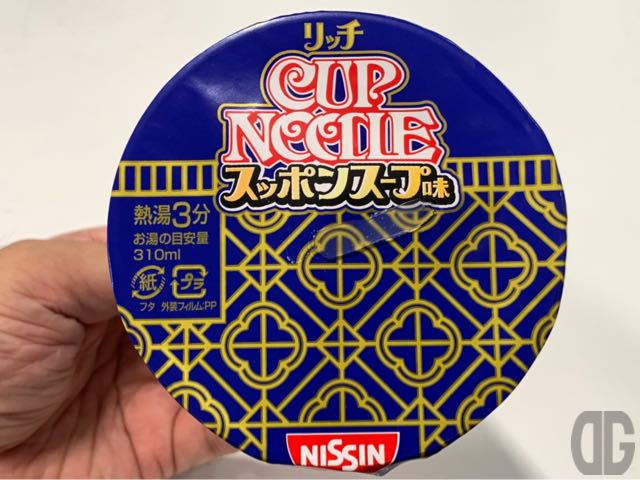 リッチ
CUP
NOODLE
スッポンスープ味
熱湯3分
お湯の目安量
310ml
紙
プラ
フタ 外装フィルム:PP
NISSIN
DG